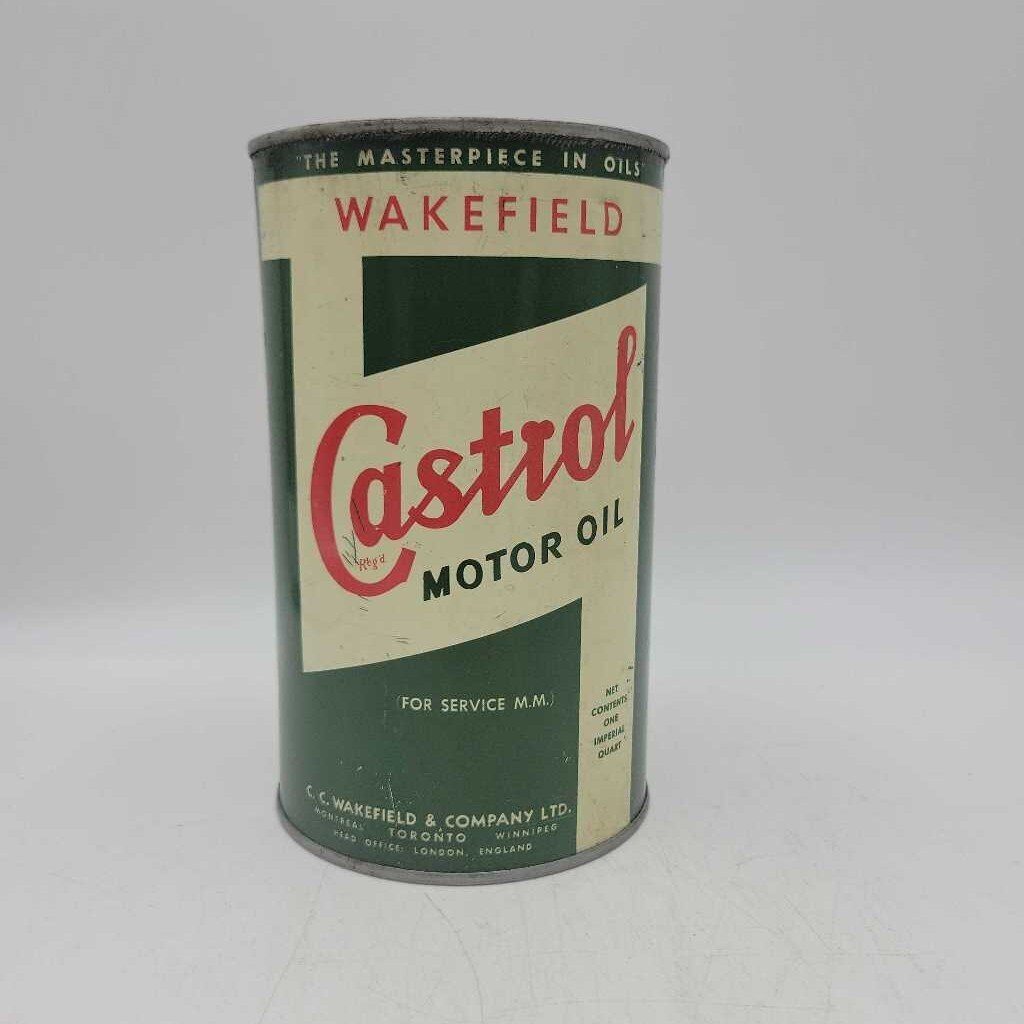 "THE MASTERPIECE IN OILS"
WAKEFIELD
Castrol
Reg'd
MOTOR OIL
(FOR SERVICE M.M.)
NET
CONTENTS
ONE
IMPERIAL
QUART
C. C. WAKEFIELD & COMPANY LTD.
MONTREAL TORONTO WINNIPEG
HEAD OFFICE: LONDON, ENGLAND